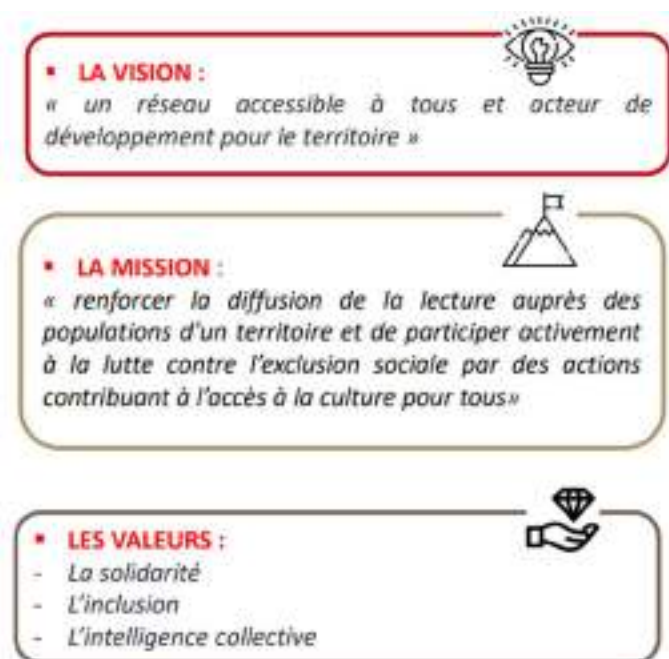 ▪ LA VISION :
« un réseau accessible à tous et acteur de
développement pour le territoire »
▪ LA MISSION :
« renforcer la diffusion de la lecture auprès des
populations d'un territoire et de participer activement
à la lutte contre l'exclusion sociale par des actions
contribuant à l'accès à la culture pour tous»
▪ LES VALEURS :
- La solidarité
- L'inclusion
- L'intelligence collective